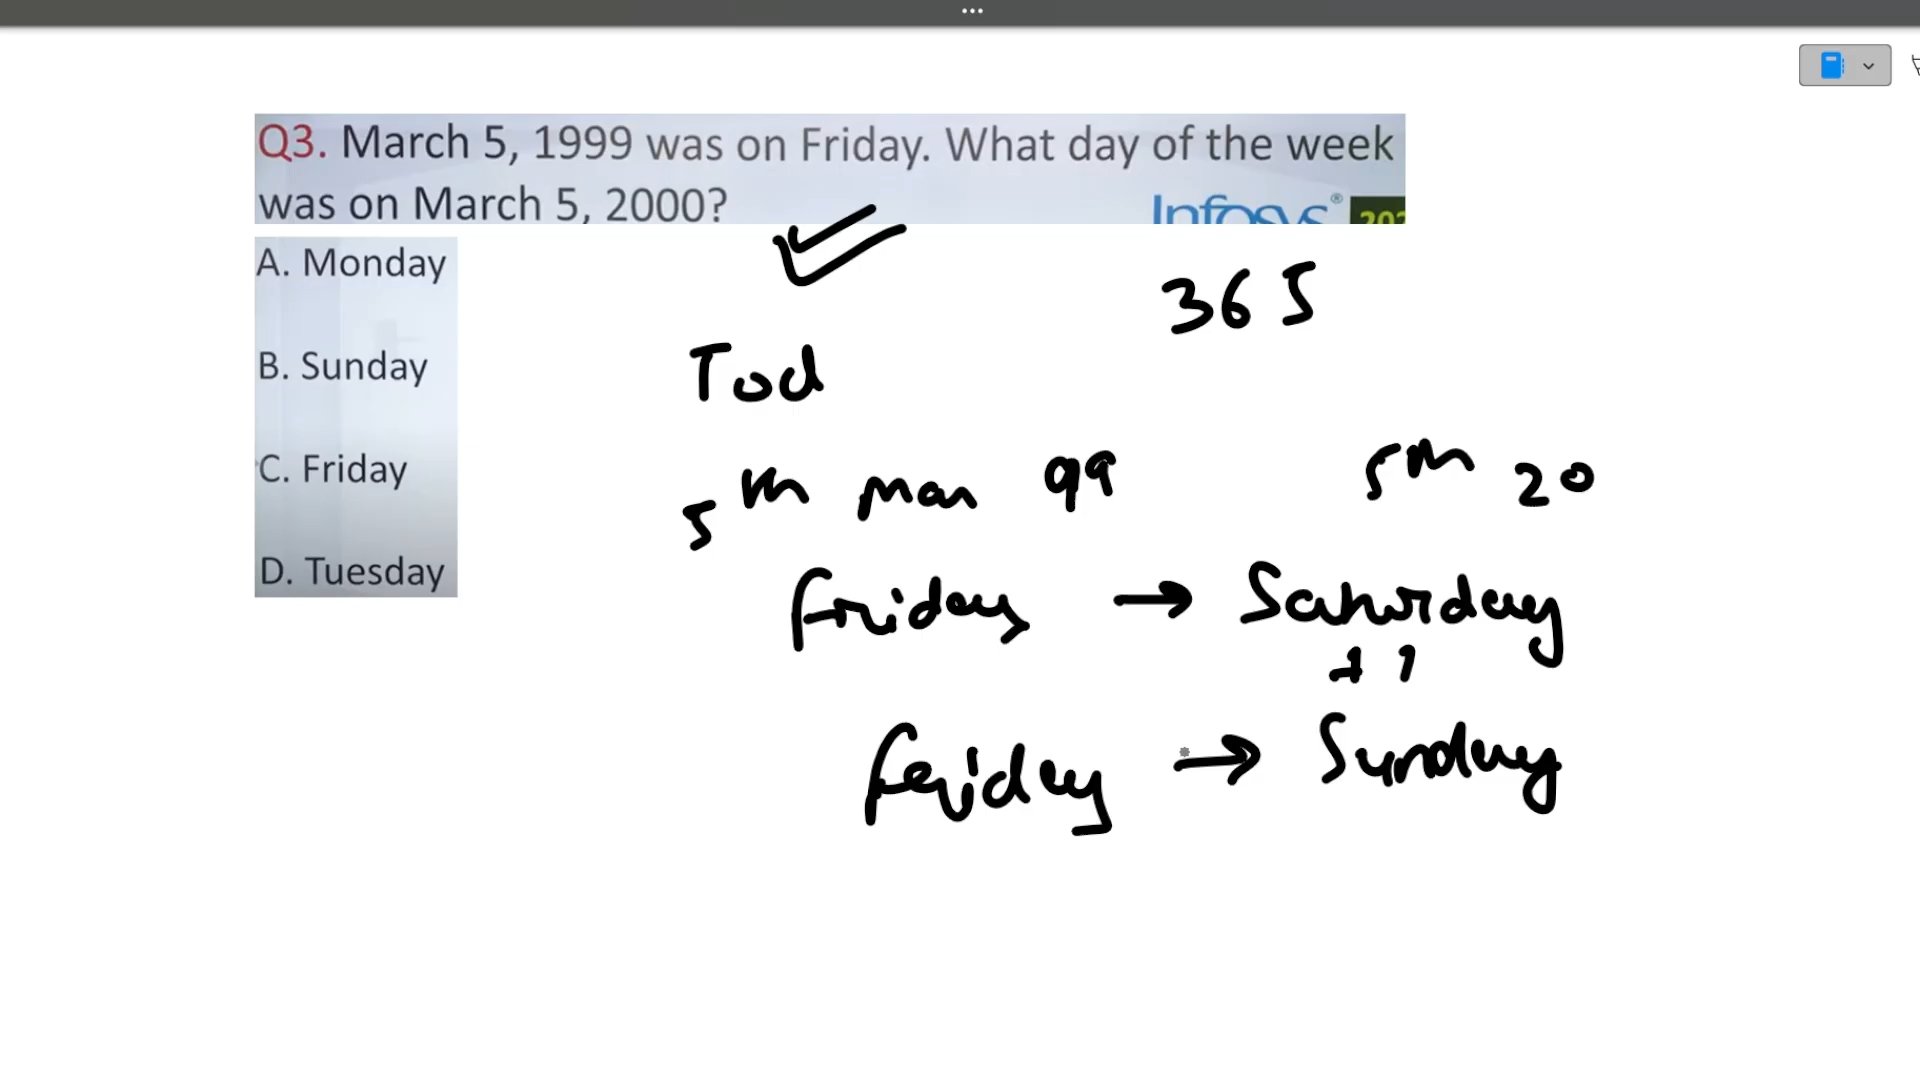 Q3. March 5, 1999 was on Friday. What day of the week
was on March 5, 2000?
Infosys®
A. Monday
B. Sunday
C. Friday
D. Tuesday
365
Tod
5th Mar 99
5th 20
Friday → Saturday
+1
Friday → Sunday